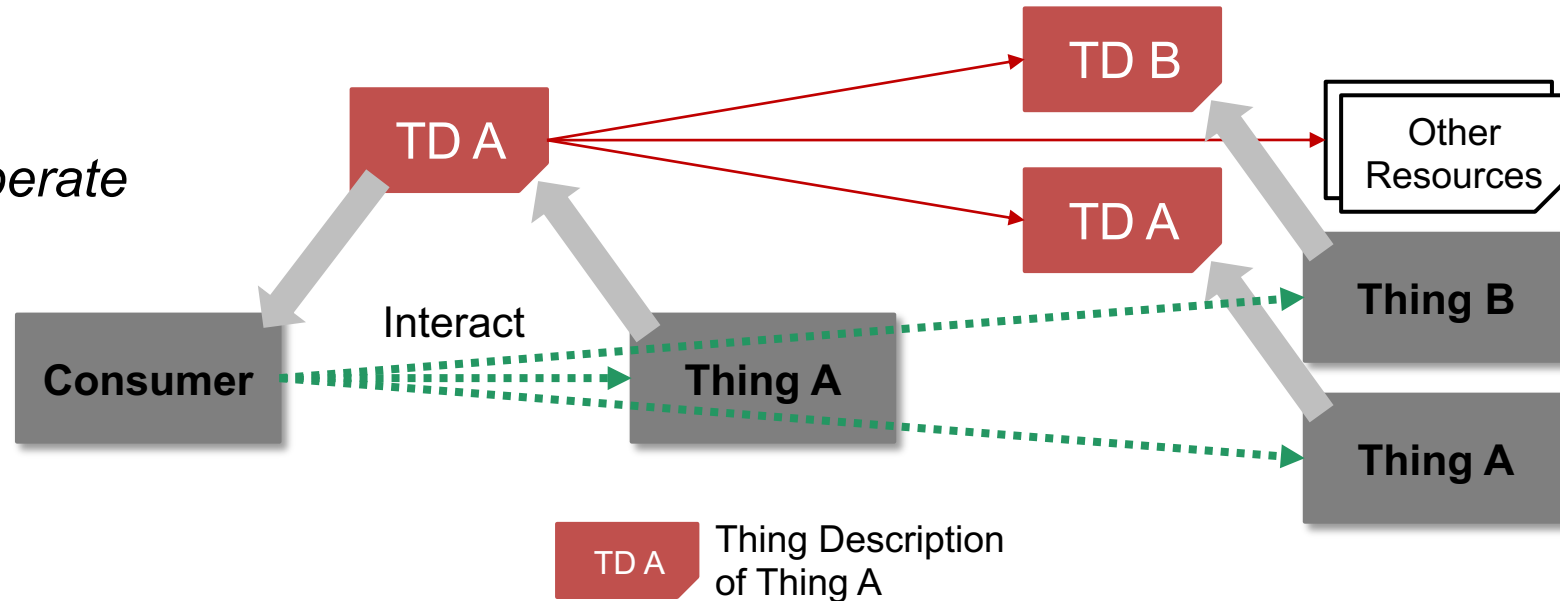 TD B
TD A
Other
Resources
perate
TD A
Interact
Thing B
Consumer
Thing A
Thing A
TD A
Thing Description
of Thing A